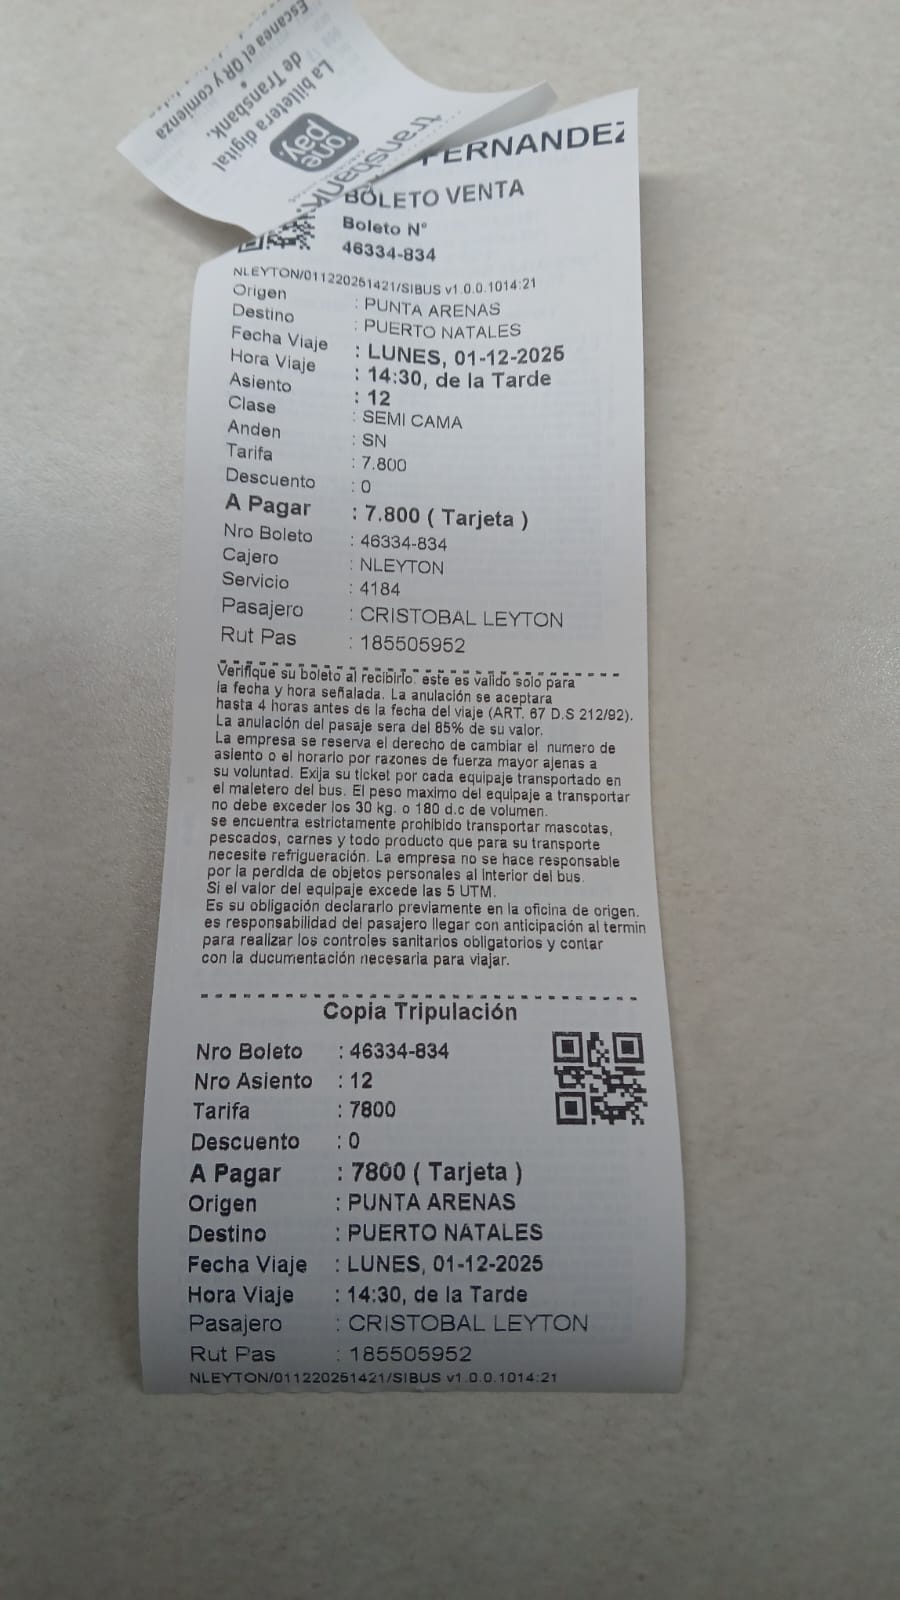 Escanea el QR y comienza
de Transbank.
La billetera digital
one
pay.
transbank.
FERNANDEZ
BOLETO VENTA
Boleto N°
46334-834
NLEYTON/011220251421/SIBUS v1.0.0.1014:21
Origen : PUNTA ARENAS
Destino : PUERTO NATALES
Fecha Viaje : LUNES, 01-12-2025
Hora Viaje : 14:30, de la Tarde
Asiento : 12
Clase : SEMI CAMA
Anden : SN
Tarifa : 7.800
Descuento : 0
A Pagar : 7.800 ( Tarjeta )
Nro Boleto : 46334-834
Cajero : NLEYTON
Servicio : 4184
Pasajero : CRISTOBAL LEYTON
Rut Pas : 185505952
Verifique su boleto al recibirlo. este es valido solo para
la fecha y hora señalada. La anulación se aceptara
hasta 4 horas antes de la fecha del viaje (ART. 67 D.S 212/92).
La anulación del pasaje sera del 85% de su valor.
La empresa se reserva el derecho de cambiar el numero de
asiento o el horario por razones de fuerza mayor ajenas a
su voluntad. Exija su ticket por cada equipaje transportado en
el maletero del bus. El peso maximo del equipaje a transportar
no debe exceder los 30 kg. o 180 d.c de volumen.
se encuentra estrictamente prohibido transportar mascotas,
pescados, carnes y todo producto que para su transporte
necesite refrigueración. La empresa no se hace responsable
por la perdida de objetos personales al interior del bus.
Si el valor del equipaje excede las 5 UTM.
Es su obligación declararlo previamente en la oficina de origen.
es responsabilidad del pasajero llegar con anticipación al termin
para realizar los controles sanitarios obligatorios y contar
con la ducumentación necesaria para viajar.
Copia Tripulación
Nro Boleto : 46334-834
Nro Asiento : 12
Tarifa : 7800
Descuento : 0
A Pagar : 7800 ( Tarjeta )
Origen : PUNTA ARENAS
Destino : PUERTO NATALES
Fecha Viaje : LUNES, 01-12-2025
Hora Viaje : 14:30, de la Tarde
Pasajero : CRISTOBAL LEYTON
Rut Pas : 185505952
NLEYTON/011220251421/SIBUS v1.0.0.1014:21